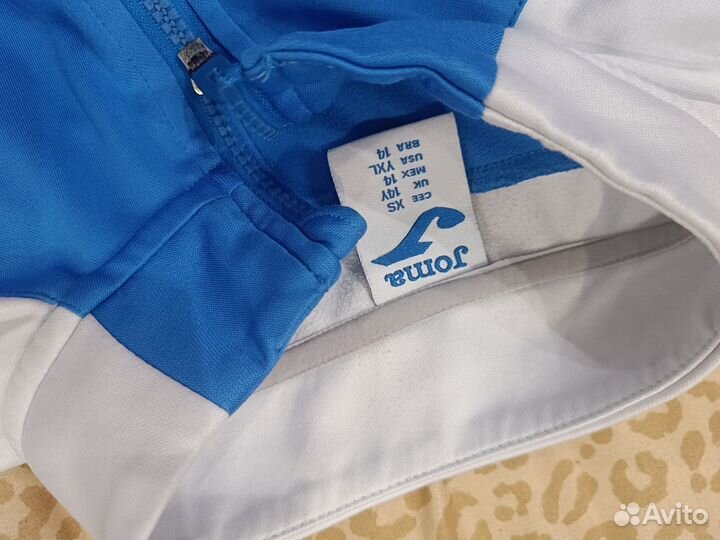 Joma
CEE XS
UK 14Y
MEX 14
USA YXL
BRA 14
Avito